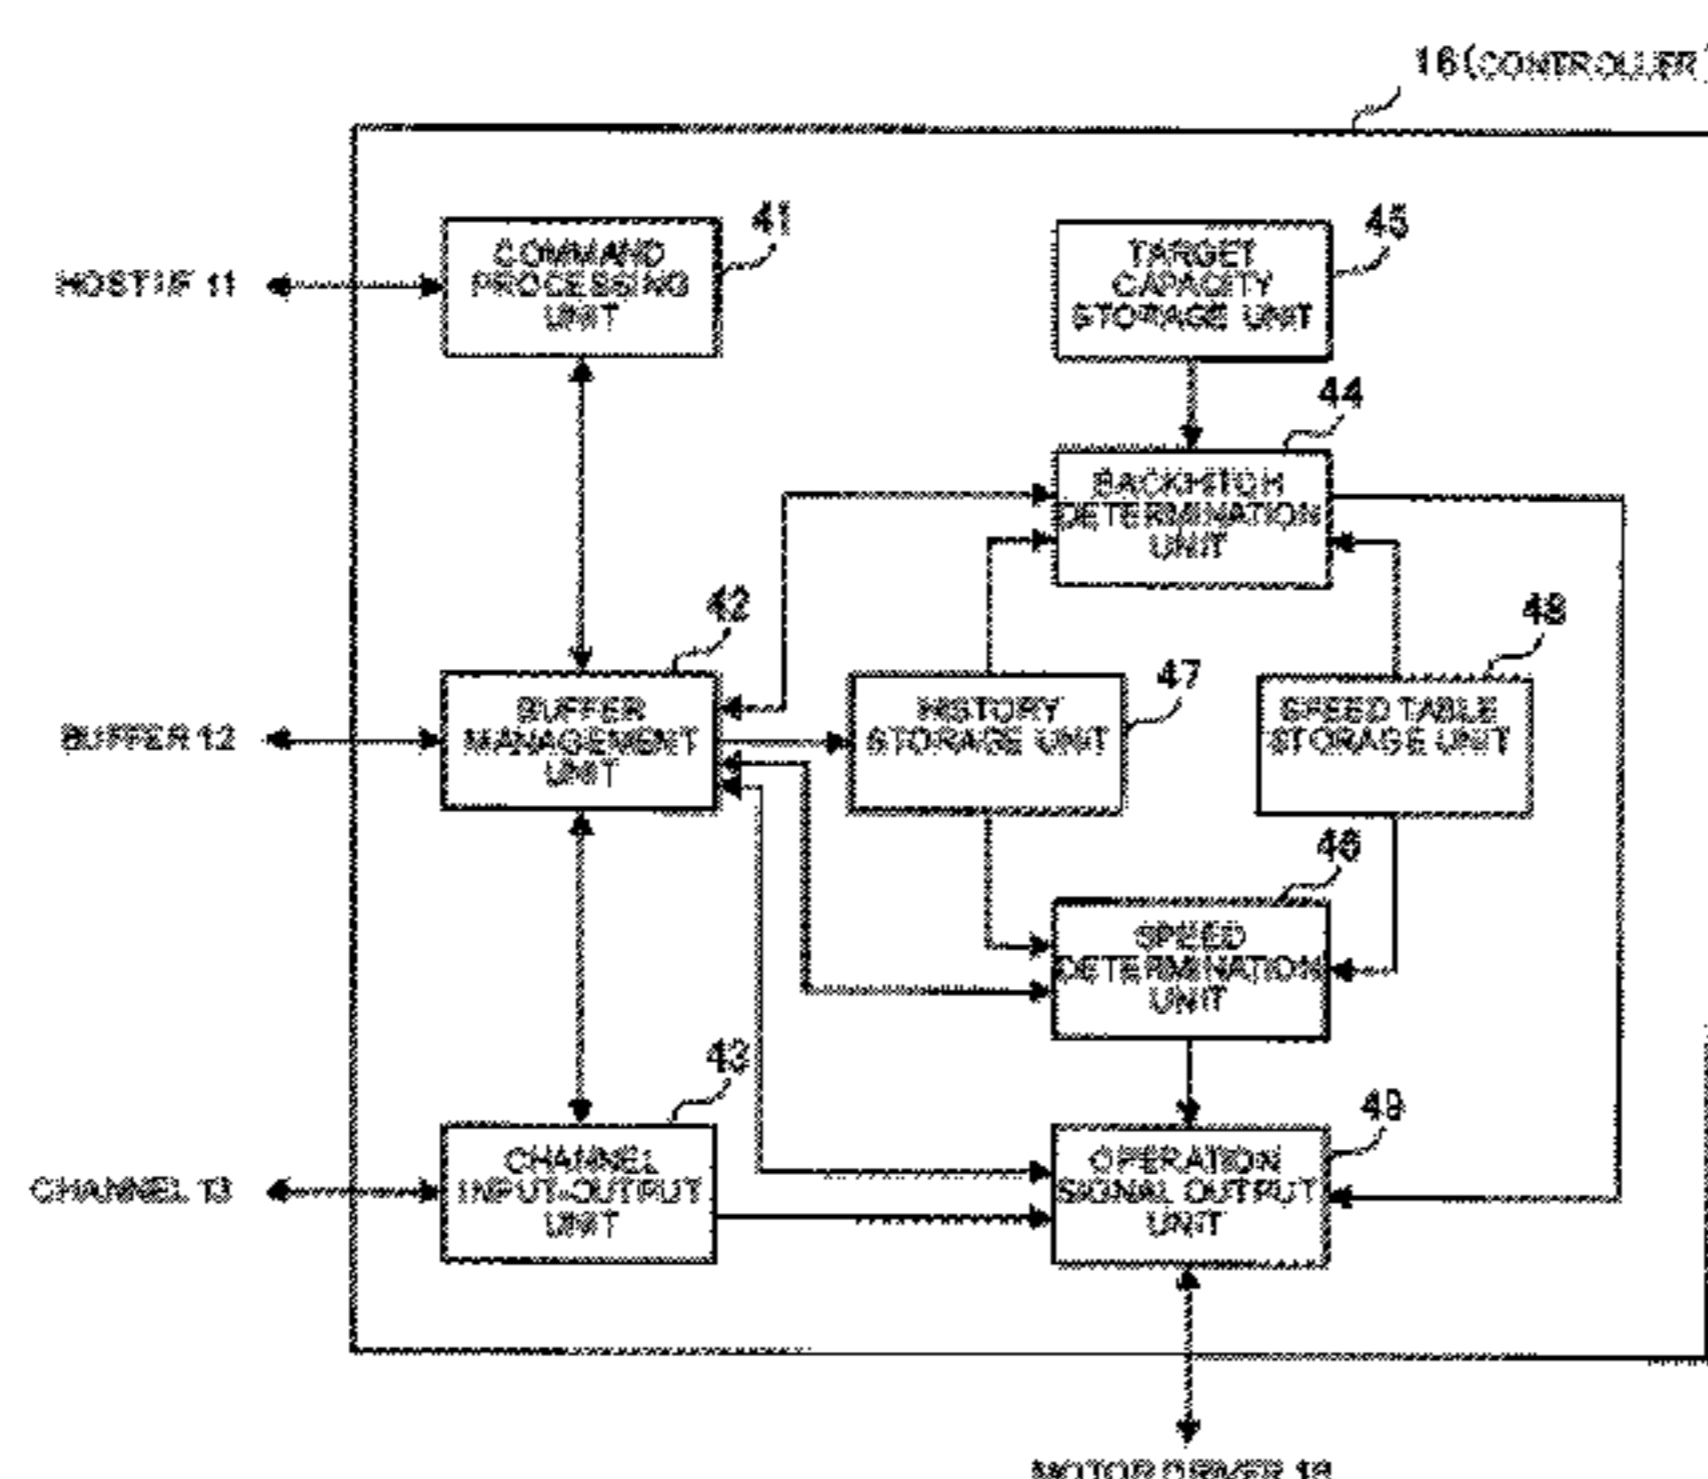 16(CONTROLLER)
41
COMMAND
PROCESSING
UNIT
HOST I/F 11
45
TARGET
CAPACITY
STORAGE UNIT
44
BACKHITCH
DETERMINATION
UNIT
42
BUFFER
MANAGEMENT
UNIT
BUFFER 12
47
HISTORY
STORAGE UNIT
48
SPEED TABLE
STORAGE UNIT
46
SPEED
DETERMINATION
UNIT
43
CHANNEL
INPUT-OUTPUT
UNIT
CHANNEL 13
49
OPERATION
SIGNAL OUTPUT
UNIT
MOTOR DRIVER